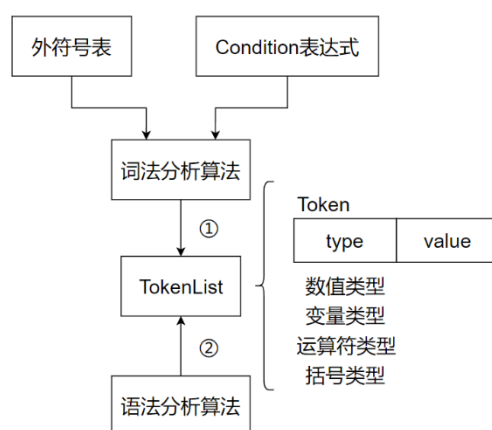 外符号表
Condition表达式
词法分析算法
①
Token
type
value
TokenList
数值类型
变量类型
运算符类型
②
括号类型
语法分析算法